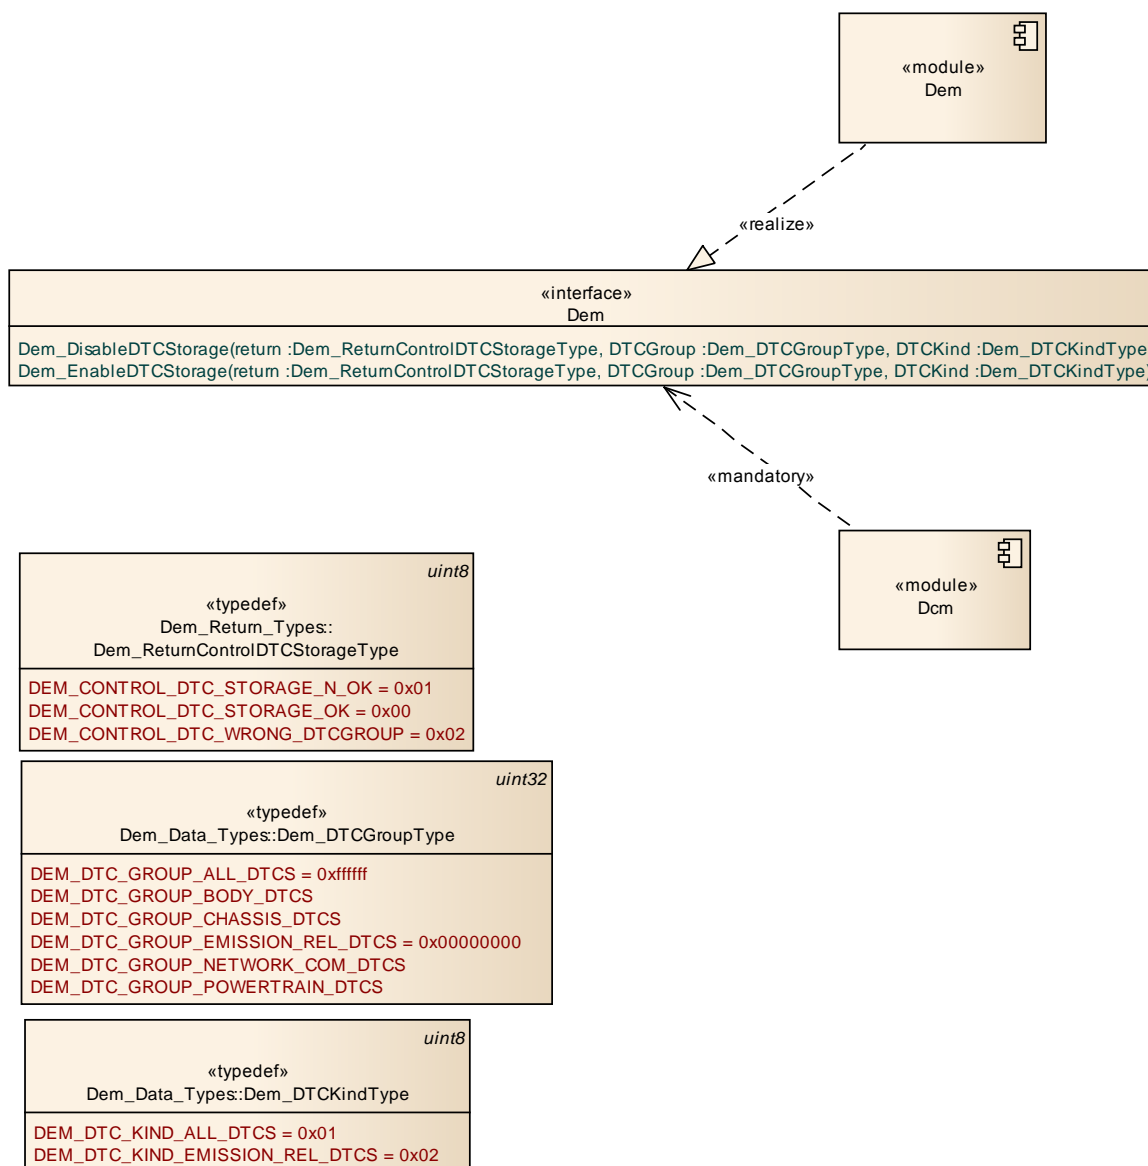 «module»
Dem
«realize»
«interface»
Dem
Dem_DisableDTCStorage(return :Dem_ReturnControlDTCStorageType, DTCGroup :Dem_DTCGroupType, DTCKind :Dem_DTCKindType
Dem_EnableDTCStorage(return :Dem_ReturnControlDTCStorageType, DTCGroup :Dem_DTCGroupType, DTCKind :Dem_DTCKindType)
«mandatory»
«module»
Dcm
uint8
«typedef»
Dem_Return_Types::
Dem_ReturnControlDTCStorageType
DEM_CONTROL_DTC_STORAGE_N_OK = 0x01
DEM_CONTROL_DTC_STORAGE_OK = 0x00
DEM_CONTROL_DTC_WRONG_DTCGROUP = 0x02
uint32
«typedef»
Dem_Data_Types::Dem_DTCGroupType
DEM_DTC_GROUP_ALL_DTCS = 0xffffff
DEM_DTC_GROUP_BODY_DTCS
DEM_DTC_GROUP_CHASSIS_DTCS
DEM_DTC_GROUP_EMISSION_REL_DTCS = 0x00000000
DEM_DTC_GROUP_NETWORK_COM_DTCS
DEM_DTC_GROUP_POWERTRAIN_DTCS
uint8
«typedef»
Dem_Data_Types::Dem_DTCKindType
DEM_DTC_KIND_ALL_DTCS = 0x01
DEM_DTC_KIND_EMISSION_REL_DTCS = 0x02